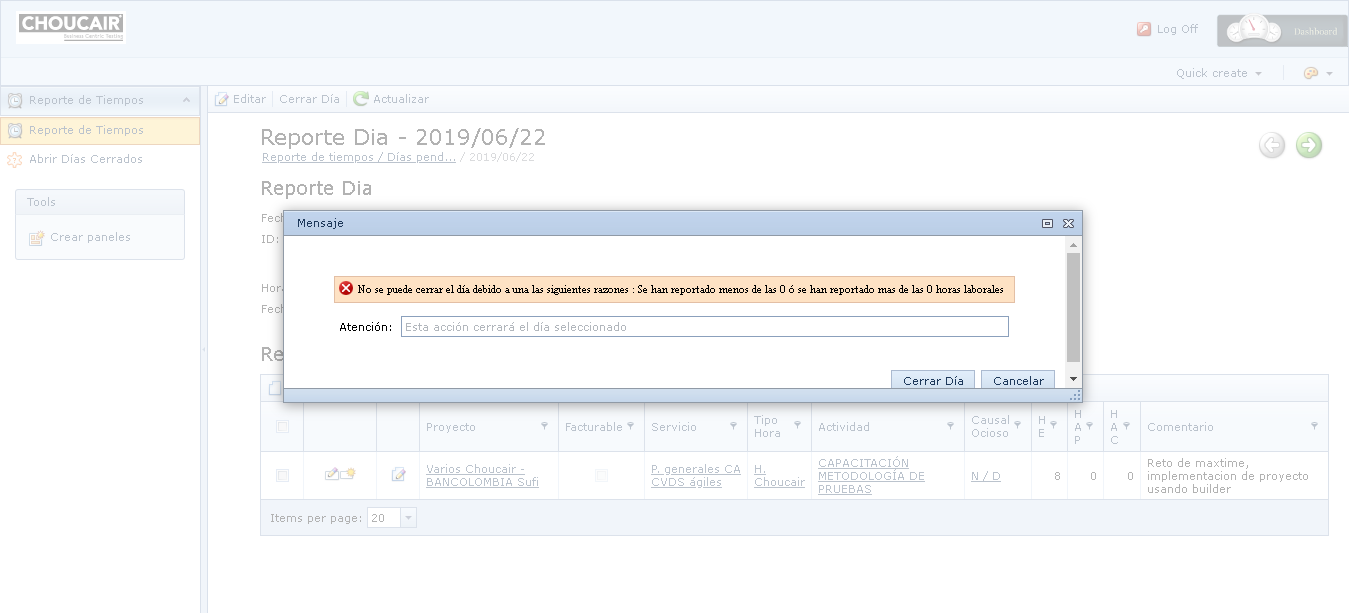 CHOUCAIR
Business Centric Testing
Log Off
Dashboard
Quick create
Reporte de Tiempos
Reporte de Tiempos
Abrir Días Cerrados
Tools
Crear paneles
Editar
Cerrar Día
Actualizar
Reporte Dia - 2019/06/22
Reporte de tiempos / Días pend... / 2019/06/22
Reporte Dia
Fech
ID:
Hora
Fech
Re
Mensaje
No se puede cerrar el día debido a una las siguientes razones : Se han reportado menos de las 0 ó se han reportado mas de las 0 horas laborales
Atención: Esta acción cerrará el día seleccionado
Cerrar Día
Cancelar
Proyecto
Facturable
Servicio
Tipo
Hora
Actividad
Causal
Ocioso
H
E
H
A
P
H
A
C
Comentario
Varios Choucair -
BANCOLOMBIA Sufi
P. generales CA
CVDS ágiles
H.
Choucair
CAPACITACIÓN
METODOLOGÍA DE
PRUEBAS
N / D
8
0
0
Reto de maxtime,
implementacion de proyecto
usando builder
Items per page: 20